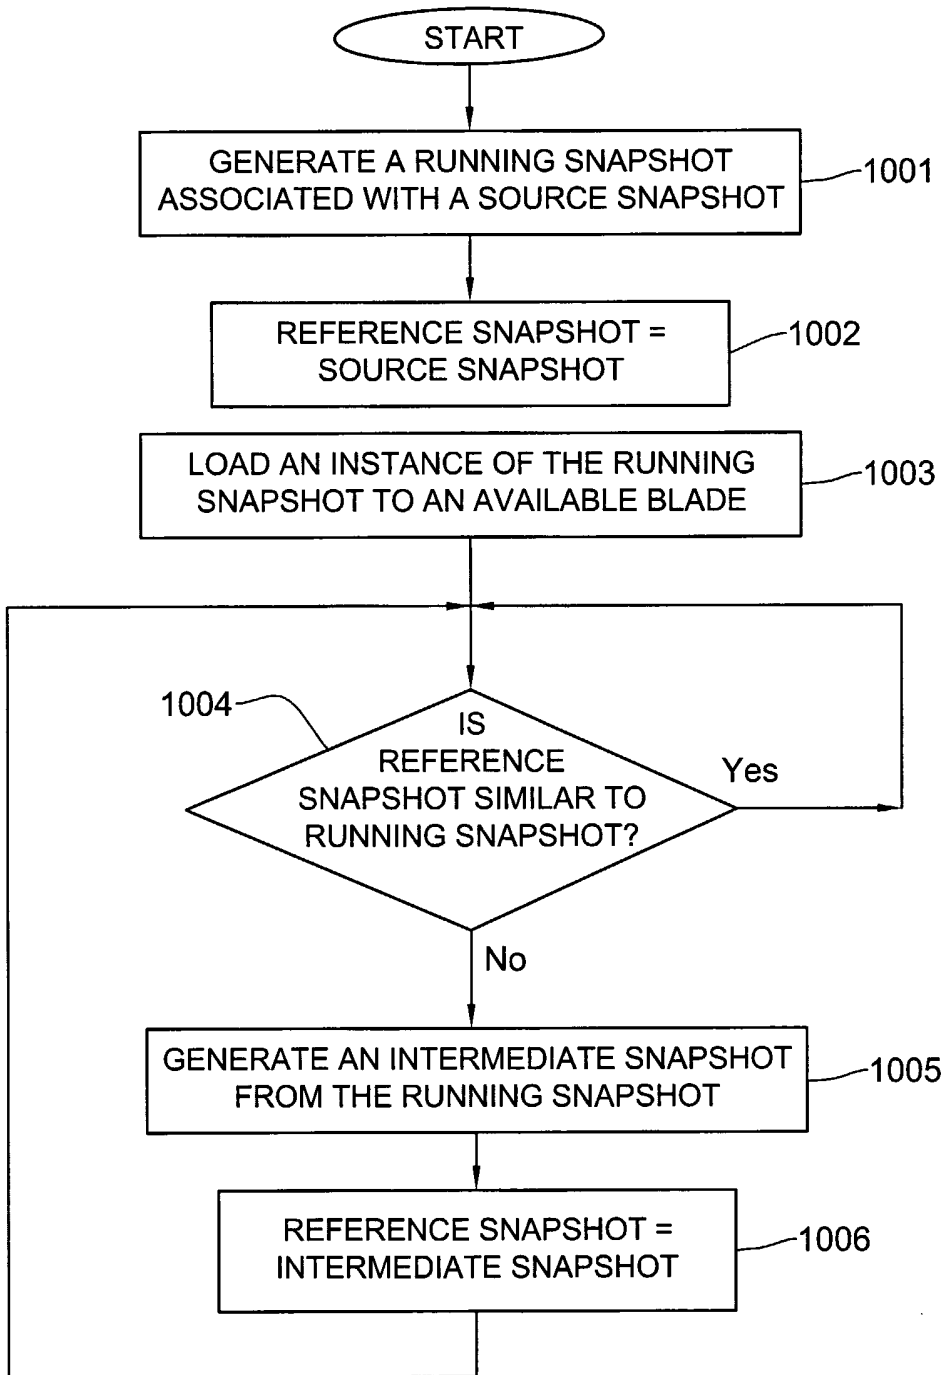 START
GENERATE A RUNNING SNAPSHOT
ASSOCIATED WITH A SOURCE SNAPSHOT
1001
REFERENCE SNAPSHOT =
SOURCE SNAPSHOT
1002
LOAD AN INSTANCE OF THE RUNNING
SNAPSHOT TO AN AVAILABLE BLADE
1003
1004
IS
REFERENCE
SNAPSHOT SIMILAR TO
RUNNING SNAPSHOT?
Yes
No
GENERATE AN INTERMEDIATE SNAPSHOT
FROM THE RUNNING SNAPSHOT
1005
REFERENCE SNAPSHOT =
INTERMEDIATE SNAPSHOT
1006